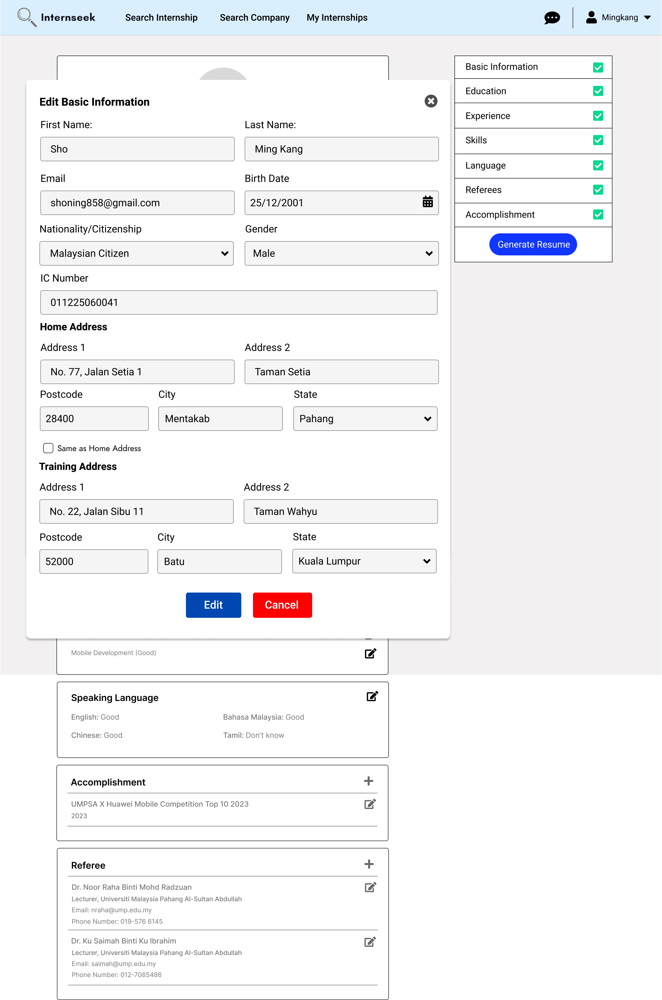 Internseek Search Internship Search Company My Internships Mingkang
Edit Basic Information
First Name: Last Name:
Sho Ming Kang
Email Birth Date
shoning858@gmail.com 25/12/2001
Nationality/Citizenship Gender
Malaysian Citizen Male
IC Number
011225060041
Home Address
Address 1 Address 2
No. 77, Jalan Setia 1 Taman Setia
Postcode City State
28400 Mentakab Pahang
Same as Home Address
Training Address
Address 1 Address 2
No. 22, Jalan Sibu 11 Taman Wahyu
Postcode City State
52000 Batu Kuala Lumpur
Edit Cancel
Basic Information
Education
Experience
Skills
Language
Referees
Accomplishment
Generate Resume
Mobile Development (Good)
Speaking Language
English: Good Bahasa Malaysia: Good
Chinese: Good Tamil: Don't know
Accomplishment
UMPSA X Huawei Mobile Competition Top 10 2023
2023
Referee
Dr. Noor Raha Binti Mohd Radzuan
Lecturer, Universiti Malaysia Pahang Al-Sultan Abdullah
Email: nraha@ump.edu.my
Phone Number: 019-576 6145
Dr. Ku Saimah Binti Ku Ibrahim
Lecturer, Universiti Malaysia Pahang Al-Sultan Abdullah
Email: saimah@ump.edu.my
Phone Number: 012-7085486